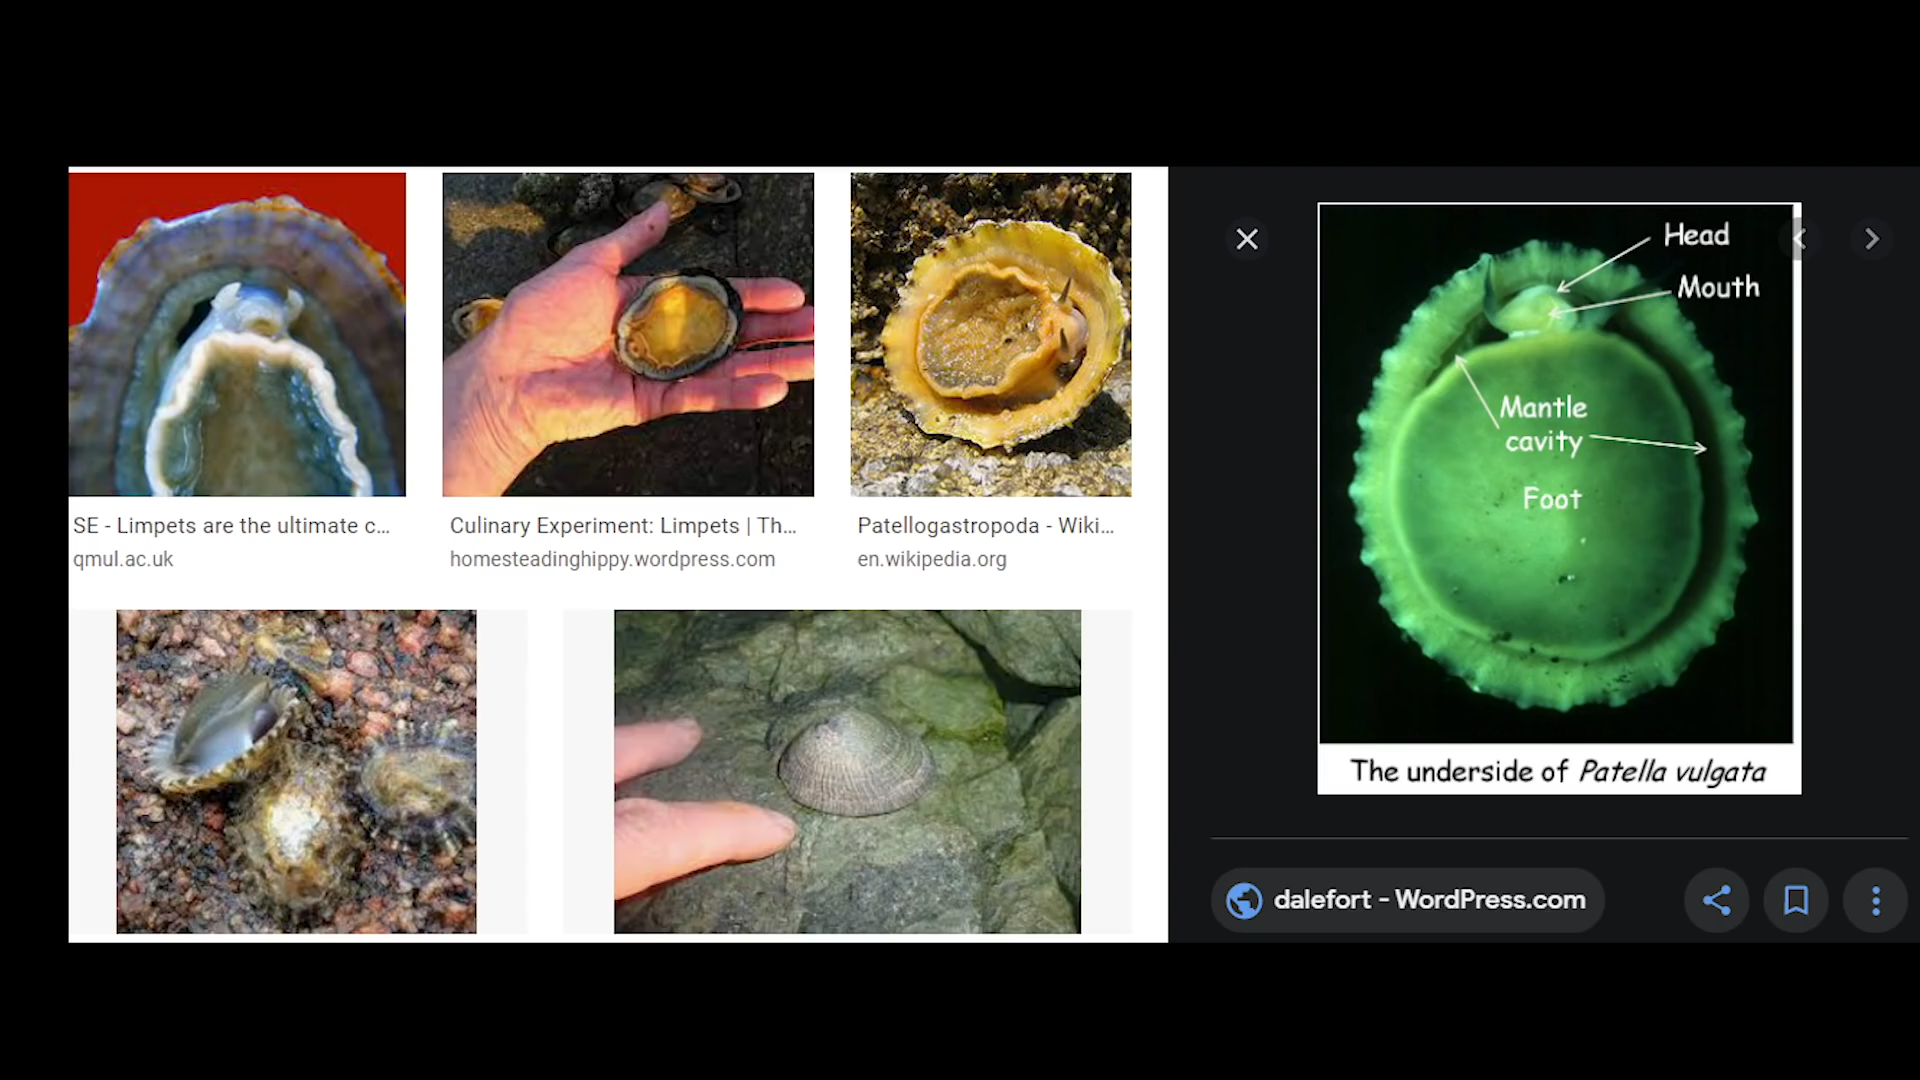 SE - Limpets are the ultimate c...
qmul.ac.uk
Culinary Experiment: Limpets | Th...
homesteadinghippy.wordpress.com
Patellogastropoda - Wiki...
en.wikipedia.org
Head
Mouth
Mantle
cavity
Foot
The underside of Patella vulgata
dalefort - WordPress.com